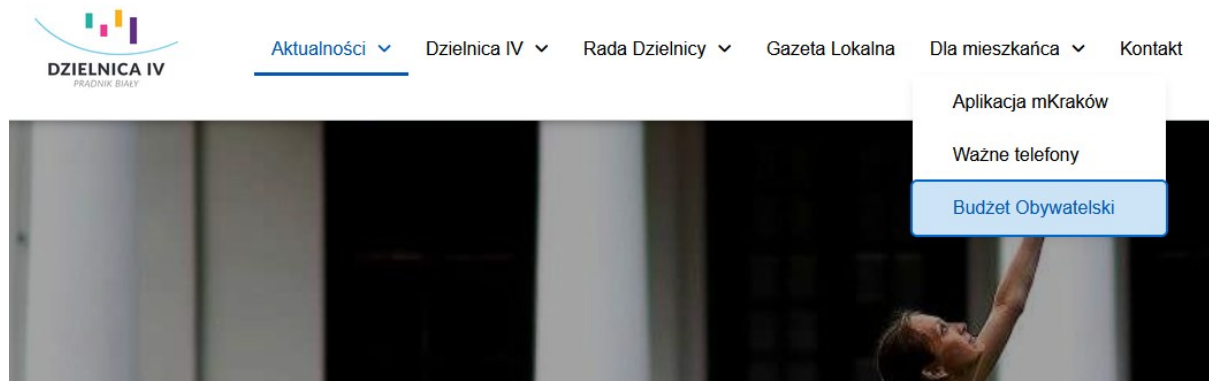 DZIELNICA IV
PRĄDNIK BIAŁY
Aktualności
Dzielnica IV
Rada Dzielnicy
Gazeta Lokalna
Dla mieszkańca
Kontakt
Aplikacja mKraków
Ważne telefony
Budżet Obywatelski